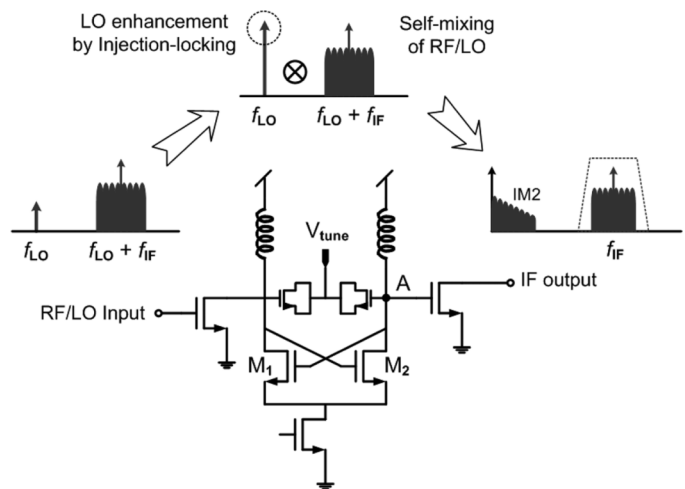 LO enhancement
by Injection-locking
Self-mixing
of RF/LO
fLO
fLO + fIF
fLO
fLO + fIF
IM2
fIF
Vtune
A
IF output
RF/LO Input
M1
M2